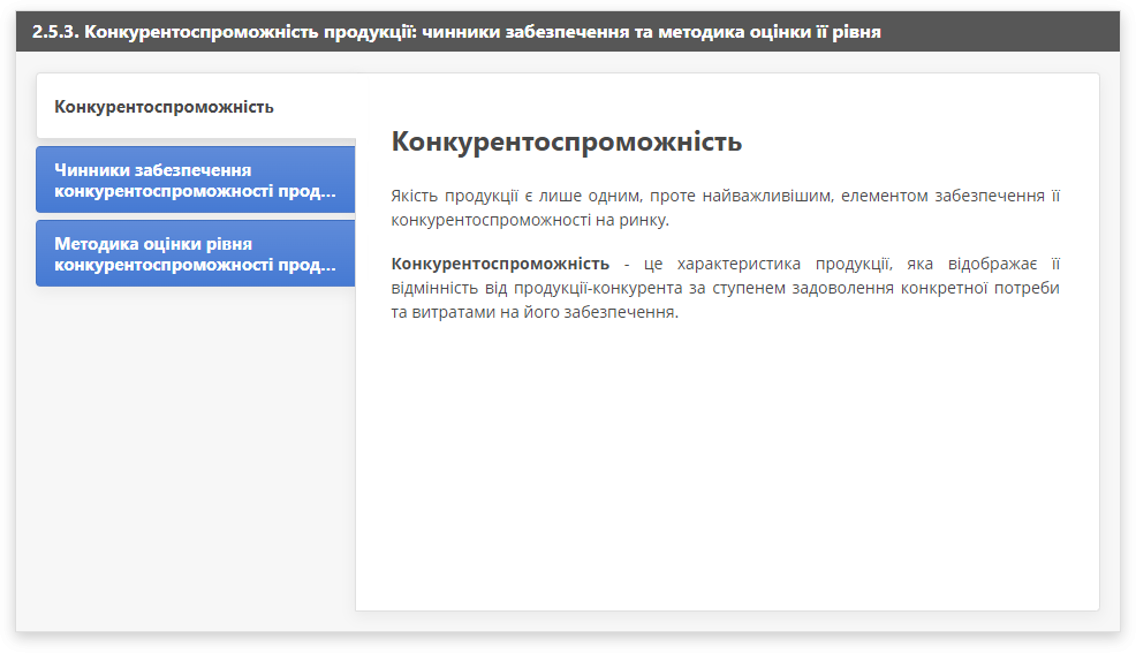 2.5.3. Конкурентоспроможність продукції: чинники забезпечення та методика оцінки її рівня
Конкурентоспроможність
Чинники забезпечення
конкурентоспроможності прод...
Методика оцінки рівня
конкурентоспроможності прод...
Конкурентоспроможність
Якість продукції є лише одним, проте найважливішим, елементом забезпечення її
конкурентоспроможності на ринку.
Конкурентоспроможність - це характеристика продукції, яка відображає її
відмінність від продукції-конкурента за ступенем задоволення конкретної потреби
та витратами на його забезпечення.